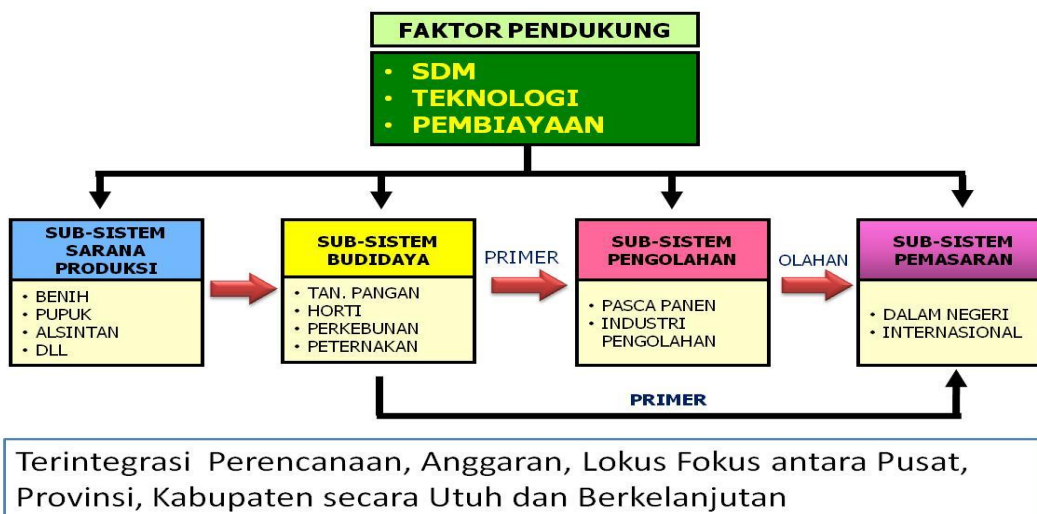 FAKTOR PENDUKUNG
• SDM
• TEKNOLOGI
• PEMBIAYAAN
SUB-SISTEM
SARANA
PRODUKSI
• BENIH
• PUPUK
• ALSINTAN
• DLL
SUB-SISTEM
BUDIDAYA
• TAN. PANGAN
• HORTI
• PERKEBUNAN
• PETERNAKAN
PRIMER
SUB-SISTEM
PENGOLAHAN
• PASCA PANEN
• INDUSTRI
PENGOLAHAN
OLAHAN
SUB-SISTEM
PEMASARAN
• DALAM NEGERI
• INTERNASIONAL
PRIMER
Terintegrasi Perencanaan, Anggaran, Lokus Fokus antara Pusat,
Provinsi, Kabupaten secara Utuh dan Berkelanjutan